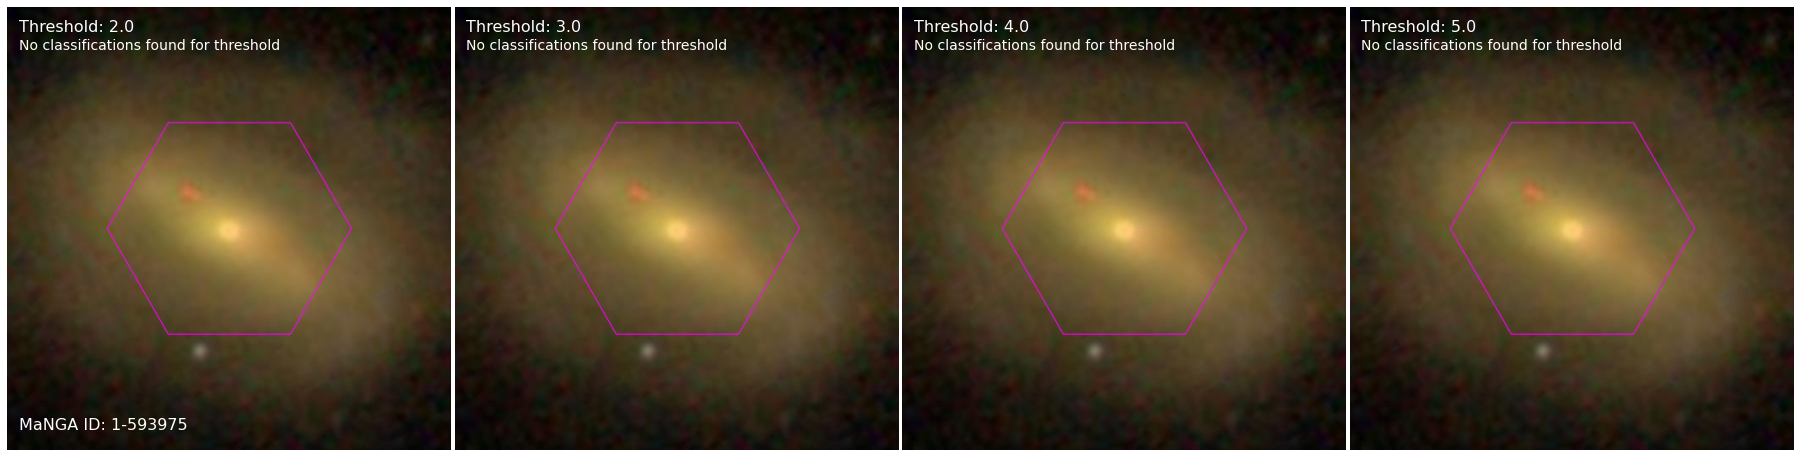 Threshold: 2.0
No classifications found for threshold
MaNGA ID: 1-593975
Threshold: 3.0
No classifications found for threshold
Threshold: 4.0
No classifications found for threshold
Threshold: 5.0
No classifications found for threshold